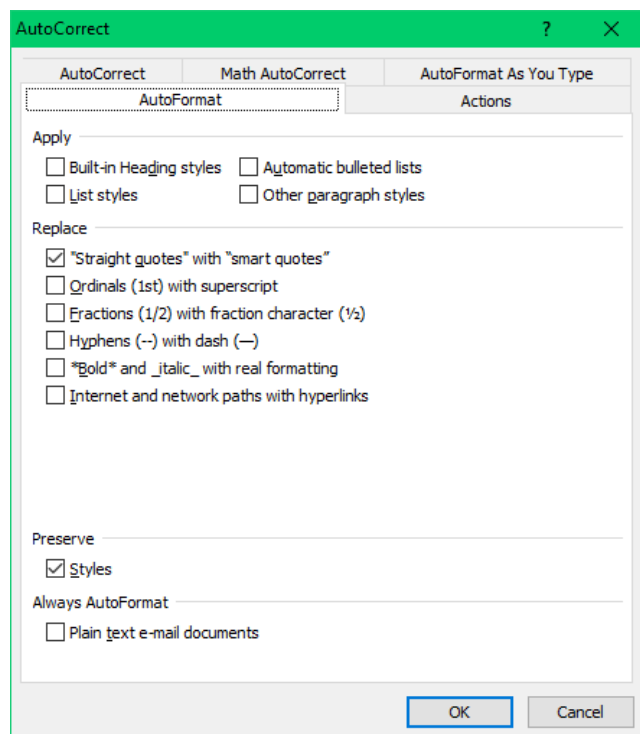 AutoCorrect ?
AutoCorrect Math AutoCorrect AutoFormat As You Type
AutoFormat Actions
Apply
Built-in Heading styles Automatic bulleted lists
List styles Other paragraph styles
Replace
"Straight quotes" with “smart quotes”
Ordinals (1st) with superscript
Fractions (1/2) with fraction character (½)
Hyphens (--) with dash (—)
*Bold* and _italic_ with real formatting
Internet and network paths with hyperlinks
Preserve
Styles
Always AutoFormat
Plain text e-mail documents
OK Cancel